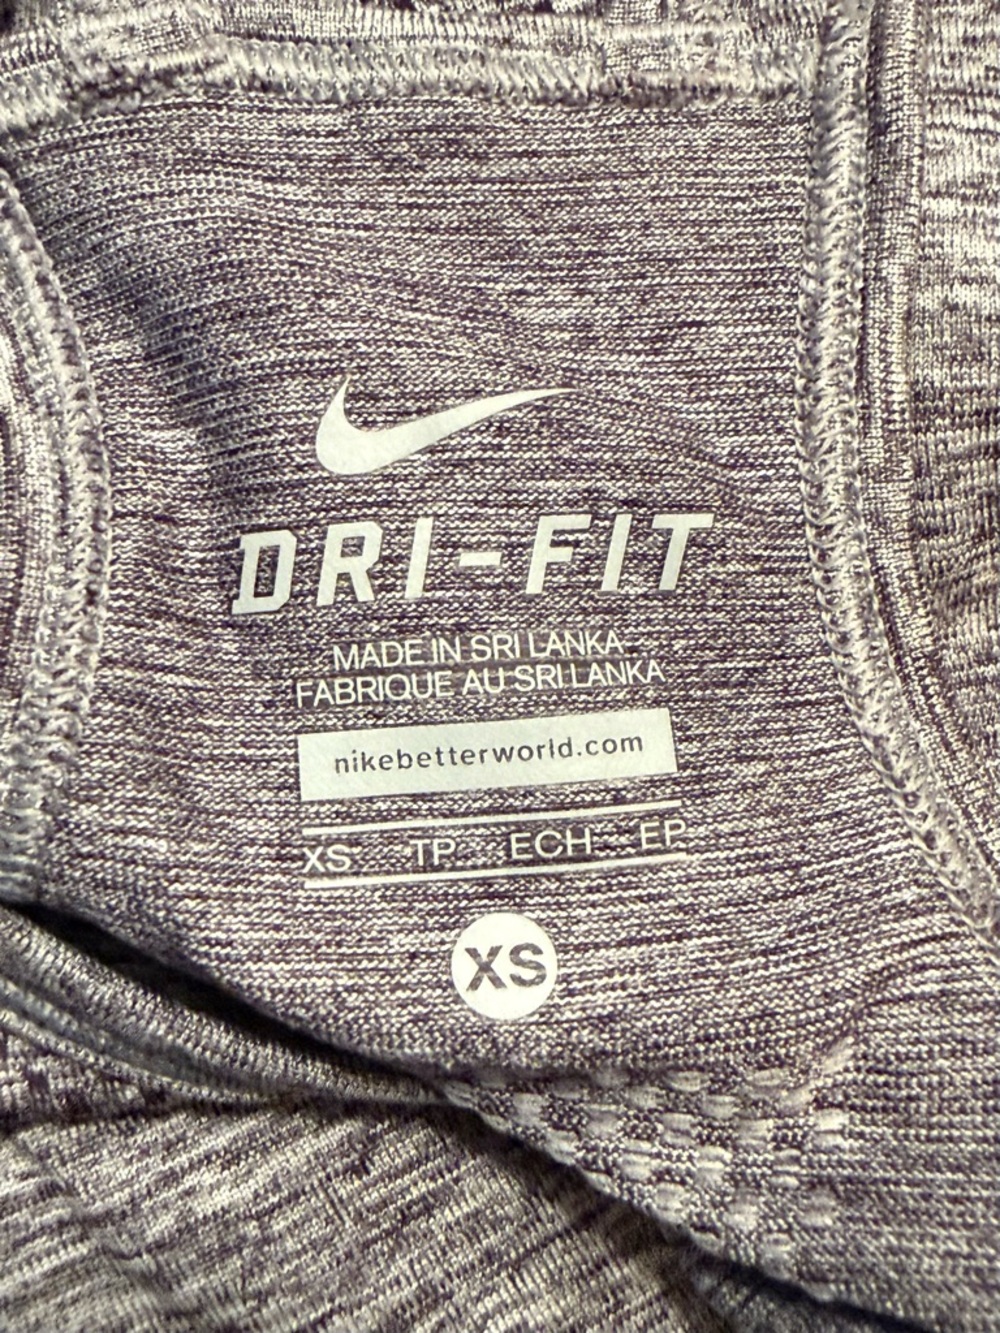 DRI-FIT
MADE IN SRI LANKA
FABRIQUE AU SRI LANKA
nikebetterworld.com
XS TP ECH EP
XS